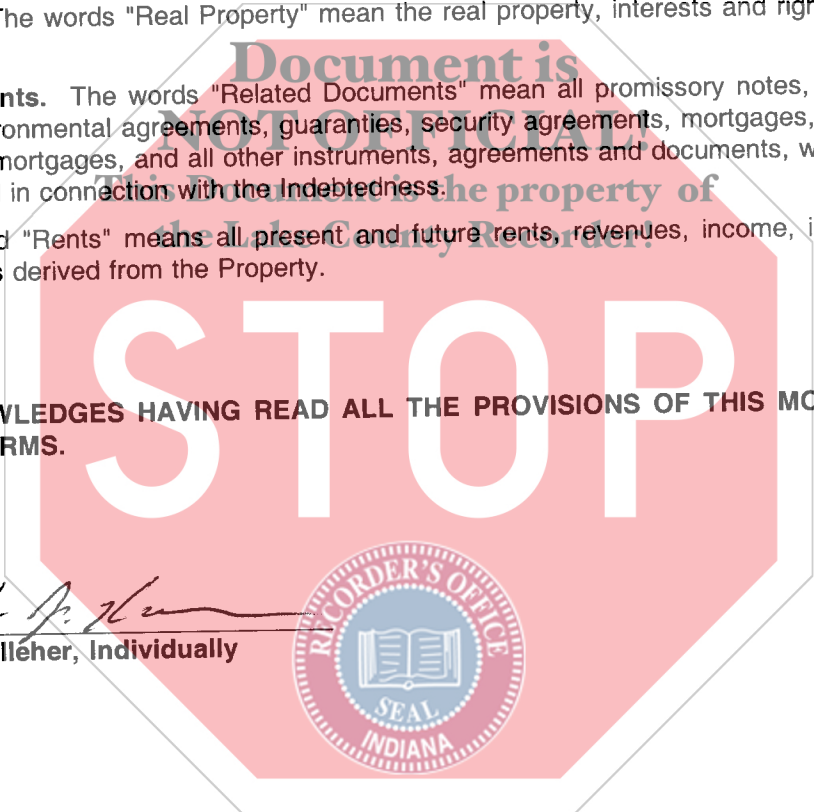 The words "Real Property" mean the real property, interests and righ
Document is
nts. The words "Related Documents" mean all promissory notes,
NOT OFFICIAL!
ronmental agreements, guaranties, security agreements, mortgages,
mortgages, and all other instruments, agreements and documents, w
This Document is the property of
in connection with the Indebtedness.
the Lake County Recorder!
d "Rents" means all present and future rents, revenues, income, i
s derived from the Property.
STOP
WLEDGES HAVING READ ALL THE PROVISIONS OF THIS MO
RMS.
lleher, Individually
RECORDER'S OFFICE
SEAL
INDIANA